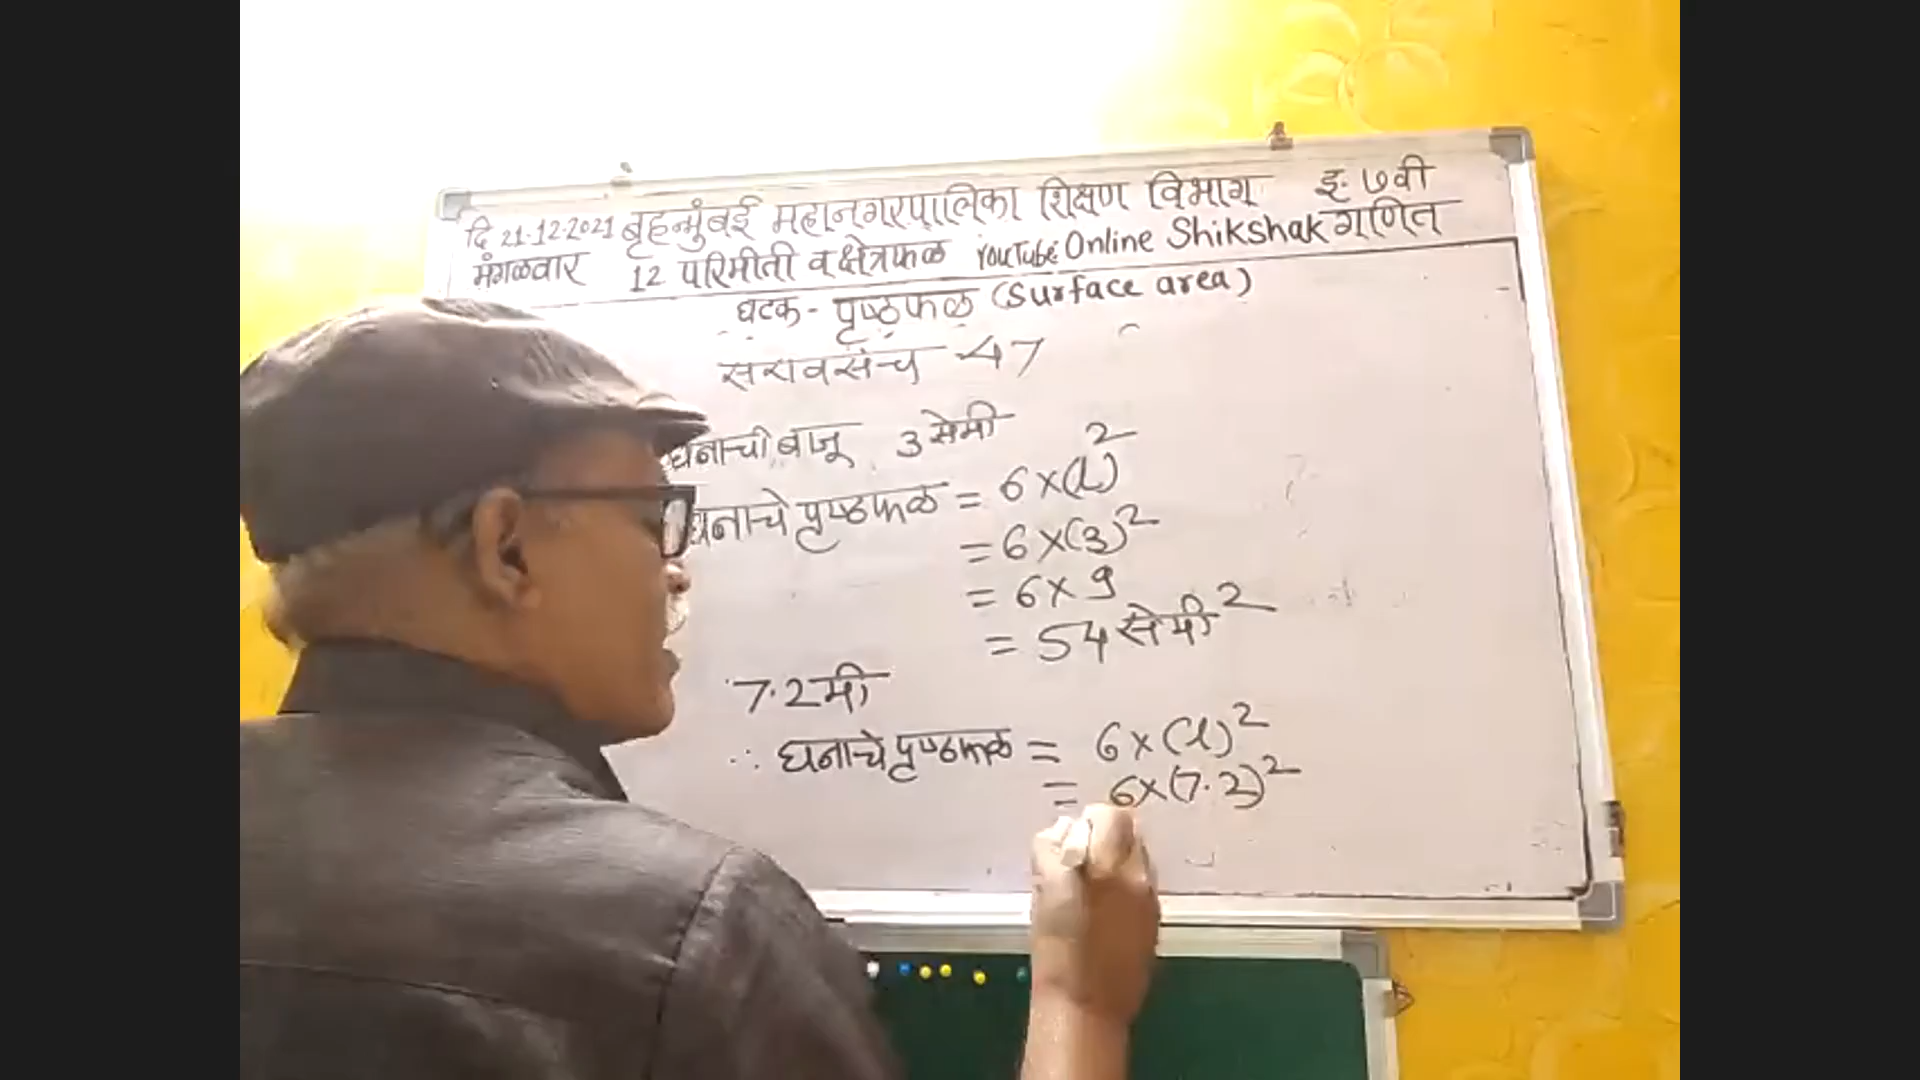 दि 21.12.2021 बृहन्मुंबई महानगरपालिका शिक्षण विभाग इ. ७वी
मंगळवार 12 परिमीती व क्षेत्रफळ YouTube: Online Shikshak गणित
घटक - पृष्ठफळ (Surface area)
सरावसंच 47
घनाची बाजू 3 सेमी
घनाचे पृष्ठफळ = 6×(l)²
= 6×(3)²
= 6×9
= 54 सेमी²
7.2 मी
∴ घनाचे पृष्ठफळ = 6×(l)²
= 6×(7.2)²